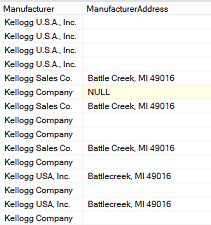 Manufacturer ManufacturerAddress
Kellogg U.S.A., Inc.
Kellogg U.S.A., Inc.
Kellogg U.S.A., Inc.
Kellogg U.S.A., Inc.
Kellogg Sales Co. Battle Creek, MI 49016
Kellogg Company NULL
Kellogg Sales Co. Battle Creek, MI 49016
Kellogg Company
Kellogg Company
Kellogg Sales Co. Battle Creek, MI 49016
Kellogg Company
Kellogg USA, Inc. Battlecreek, MI 49016
Kellogg Company
Kellogg USA, Inc. Battlecreek, MI 49016
Kellogg Company